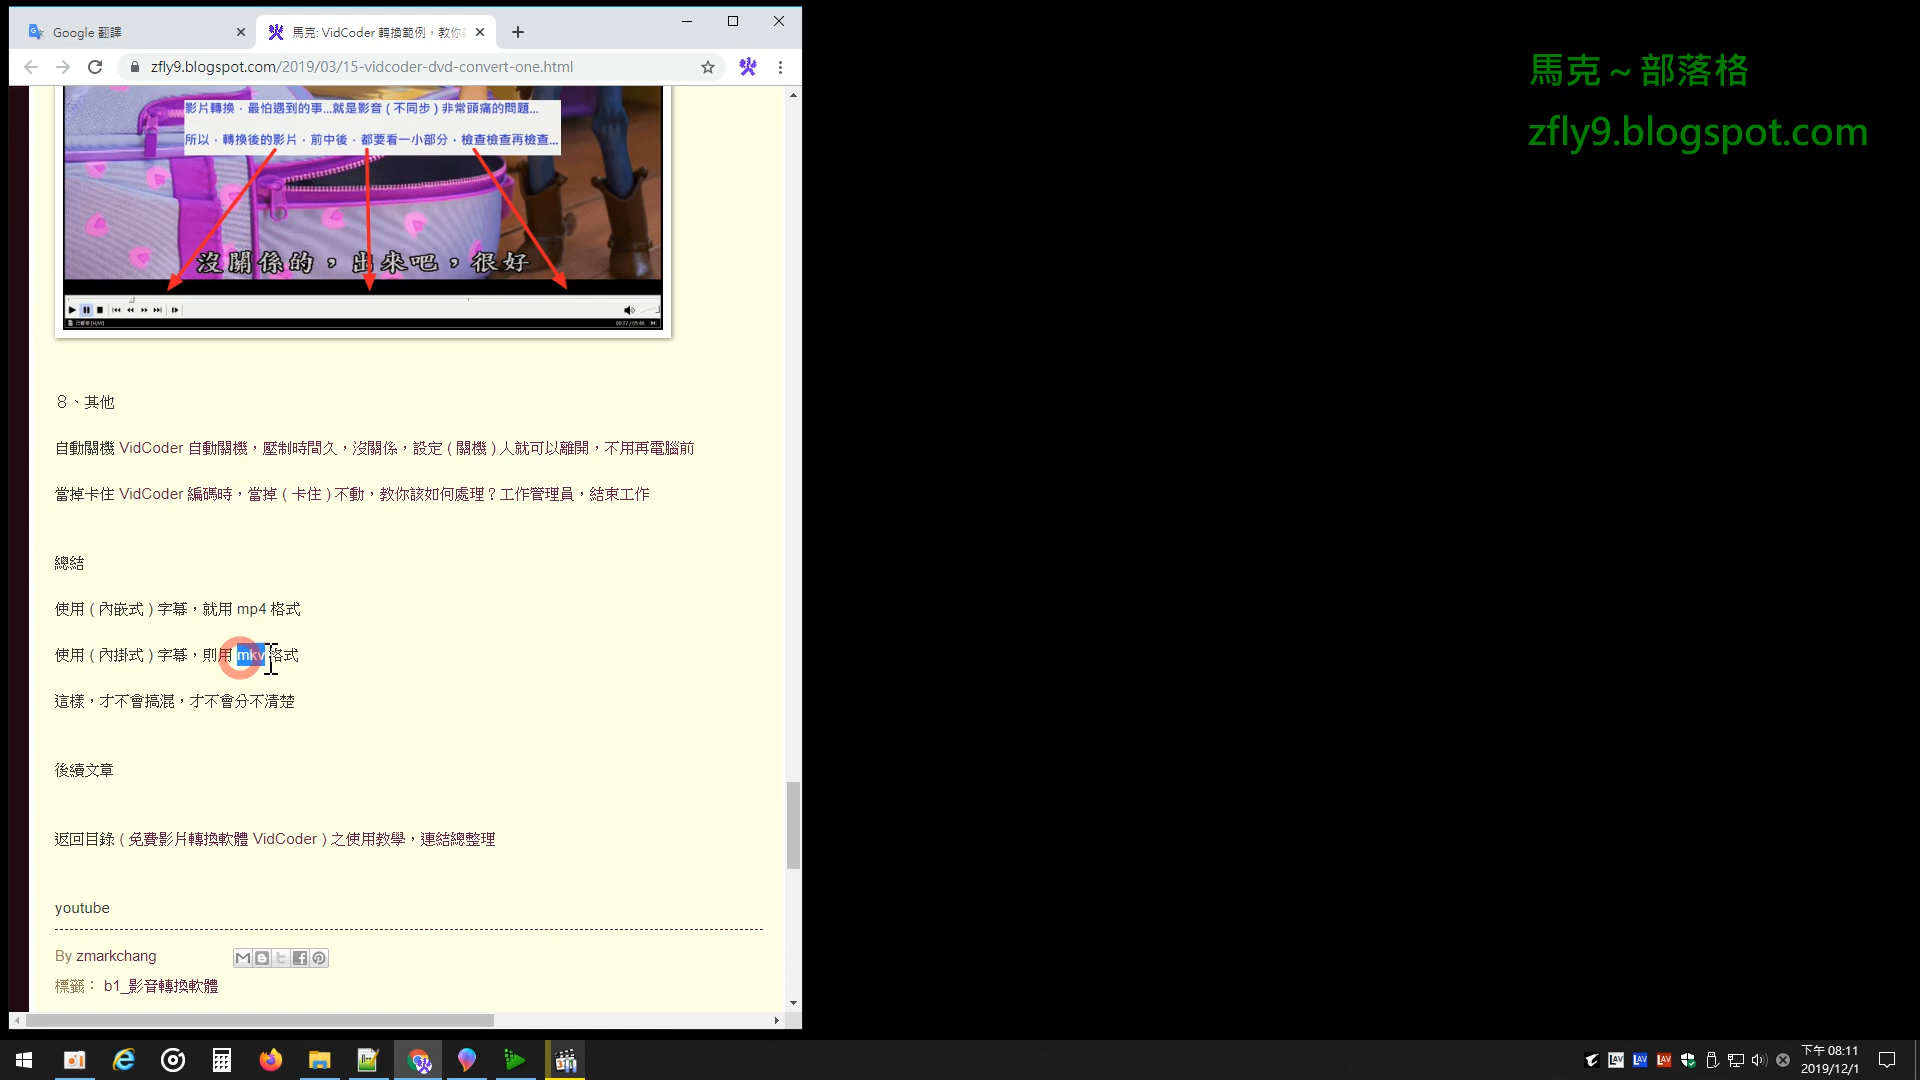 Google 翻譯
馬克: VidCoder 轉換範例，教你
zfly9.blogspot.com/2019/03/15-vidcoder-dvd-convert-one.html
馬克～部落格
zfly9.blogspot.com
影片轉換．最怕遇到的事...就是影音 ( 不同步 ) 非常頭痛的問題...
所以．轉換後的影片．前中後．都要看一小部分．檢查檢查再檢查...
沒關係的，出來吧，很好
８、其他
自動關機 VidCoder 自動關機，壓制時間久，沒關係，設定 ( 關機 ) 人就可以離開，不用再電腦前
當掉卡住 VidCoder 編碼時，當掉 ( 卡住 ) 不動，教你該如何處理？工作管理員，結束工作
總結
使用 ( 內嵌式 ) 字幕，就用 mp4 格式
使用 ( 內掛式 ) 字幕，則用 mkv 格式
這樣，才不會搞混，才不會分不清楚
後續文章
返回目錄 ( 免費影片轉換軟體 VidCoder ) 之使用教學，連結總整理
youtube
By zmarkchang
標籤： b1_影音轉換軟體
LAV LAV LAV
下午 08:11
2019/12/1